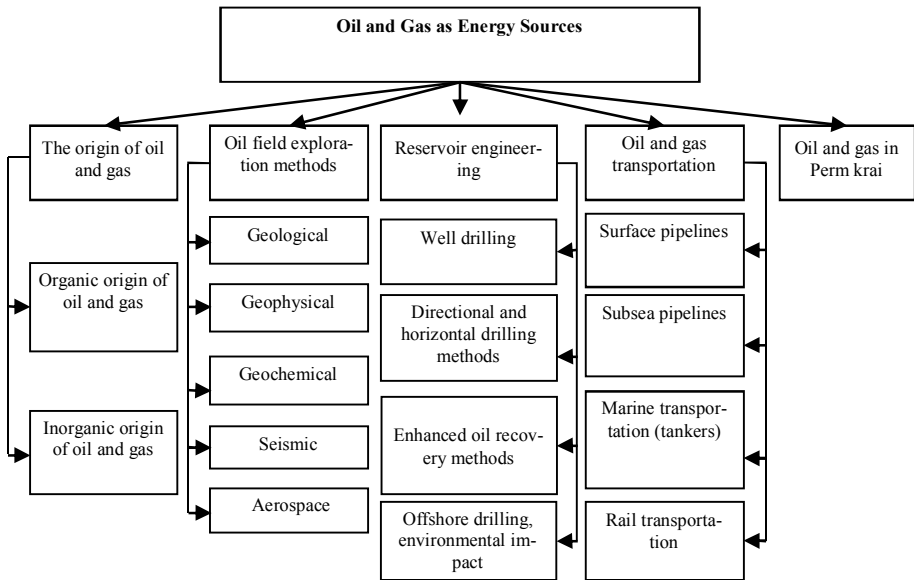 Oil and Gas as Energy Sources
The origin of oil
and gas
Oil field explora-
tion methods
Reservoir engineer-
ing
Oil and gas
transportation
Oil and gas in
Perm krai
Organic origin of
oil and gas
Inorganic origin
of oil and gas
Geological
Geophysical
Geochemical
Seismic
Aerospace
Well drilling
Directional and
horizontal drilling
methods
Enhanced oil recov-
ery methods
Offshore drilling,
environmental im-
pact
Surface pipelines
Subsea pipelines
Marine transpor-
tation (tankers)
Rail transporta-
tion